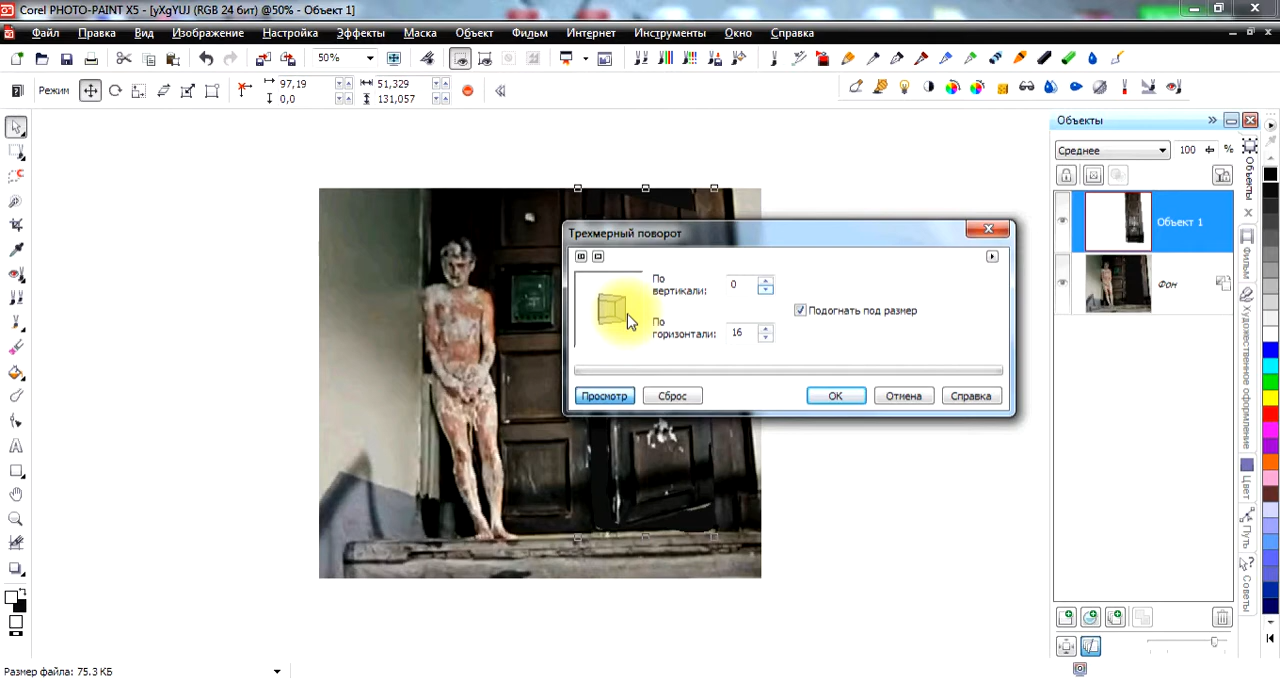 Corel PHOTO-PAINT X5 - [yXgYUJ (RGB 24 бит) @50% - Объект 1]
Файл Правка Вид Изображение Настройка Эффекты Маска Объект Фильм Интернет Инструменты Окно Справка
50%
Режим 97,19 51,329
0,0 131,057
Объекты
Среднее 100 %
Объект 1
Фон
Трехмерный поворот
По
вертикали: 0
Подогнать под размер
По
горизонтали: 16
Просмотр Сброс OK Отмена Справка
Объекты
Фильм
Художественное оформление
Цвет
Путь
Советы
Размер файла: 75.3 КБ